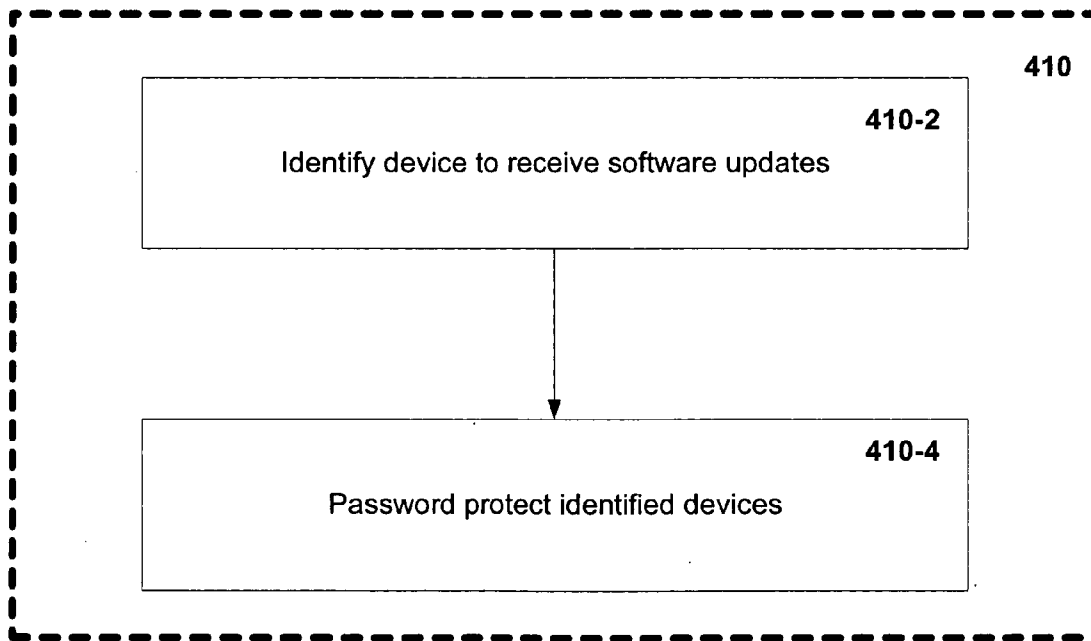 410
410-2
Identify device to receive software updates
410-4
Password protect identified devices